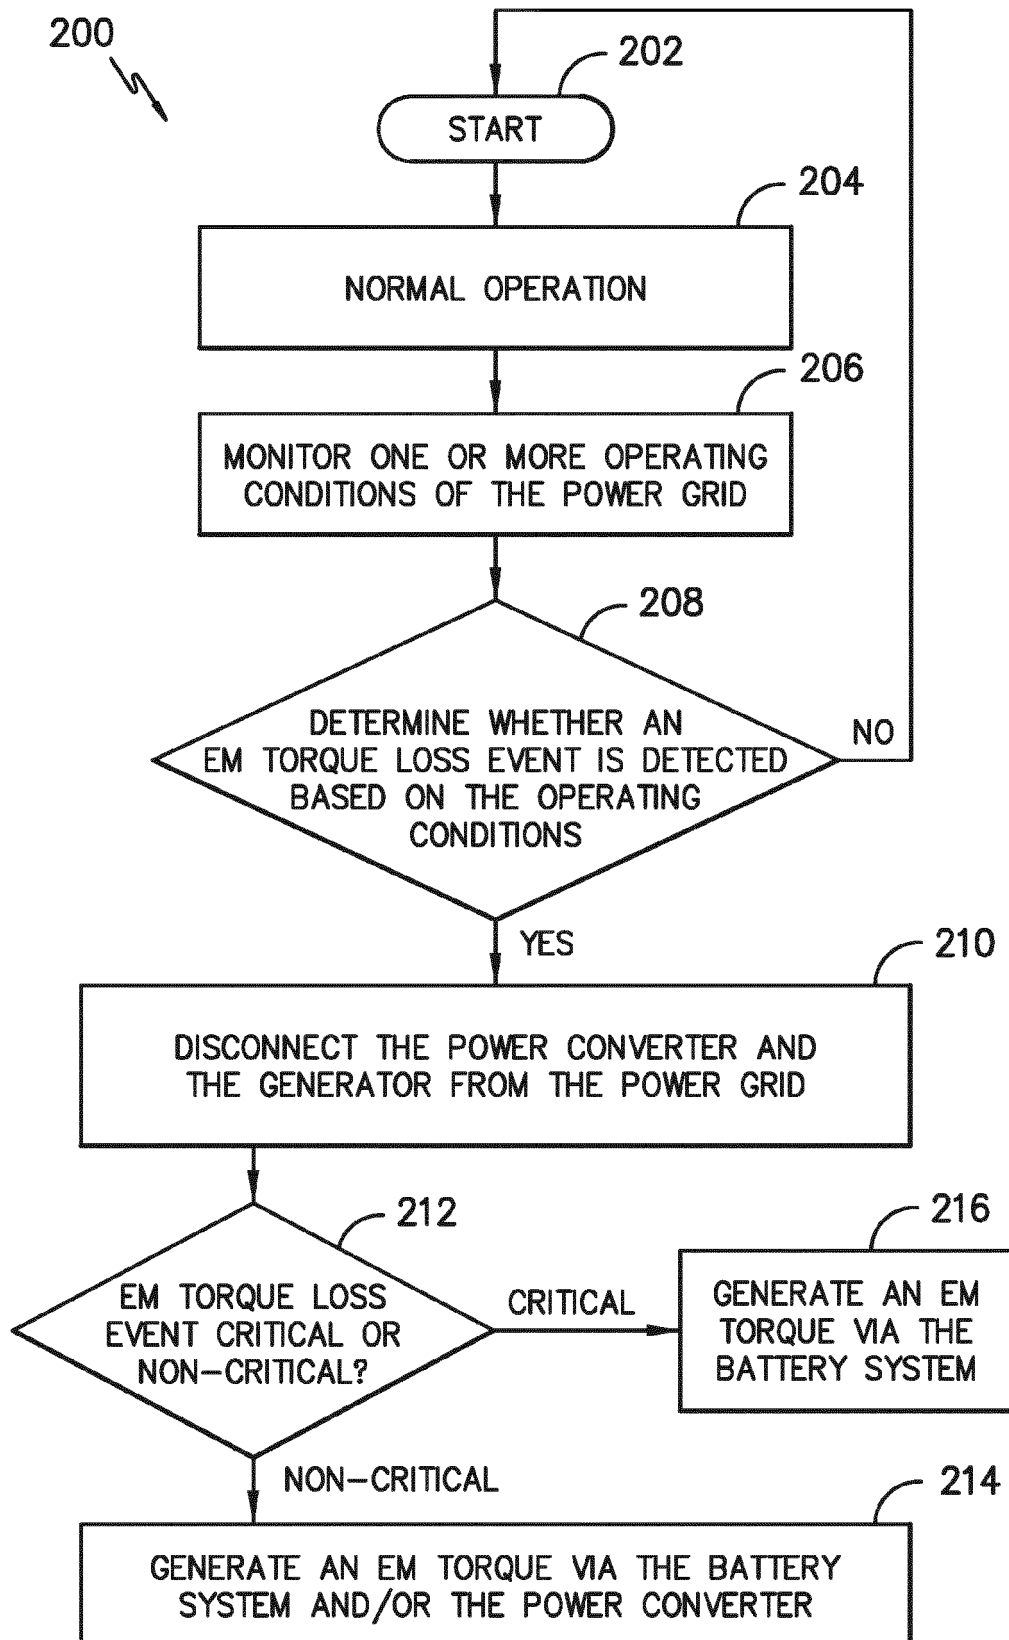 200
202
START
204
NORMAL OPERATION
206
MONITOR ONE OR MORE OPERATING
CONDITIONS OF THE POWER GRID
208
DETERMINE WHETHER AN
EM TORQUE LOSS EVENT IS DETECTED
BASED ON THE OPERATING
CONDITIONS
NO
YES
210
DISCONNECT THE POWER CONVERTER AND
THE GENERATOR FROM THE POWER GRID
212
EM TORQUE LOSS
EVENT CRITICAL OR
NON-CRITICAL?
CRITICAL
216
GENERATE AN EM
TORQUE VIA THE
BATTERY SYSTEM
NON-CRITICAL
214
GENERATE AN EM TORQUE VIA THE BATTERY
SYSTEM AND/OR THE POWER CONVERTER